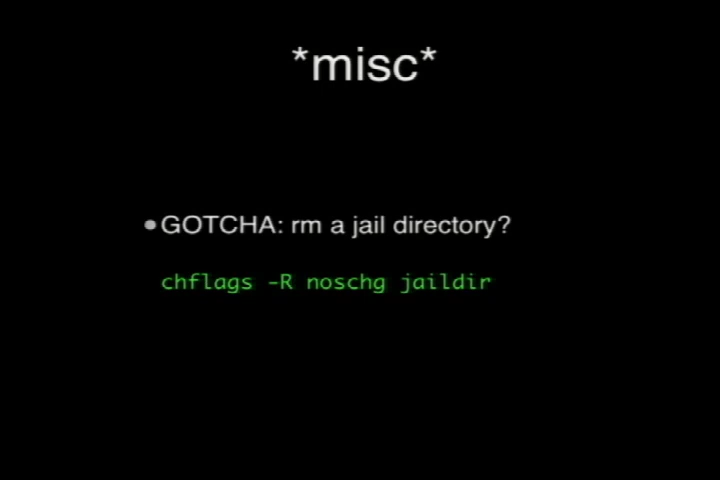 *misc*
•GOTCHA: rm a jail directory?
chflags -R noschg jaildir